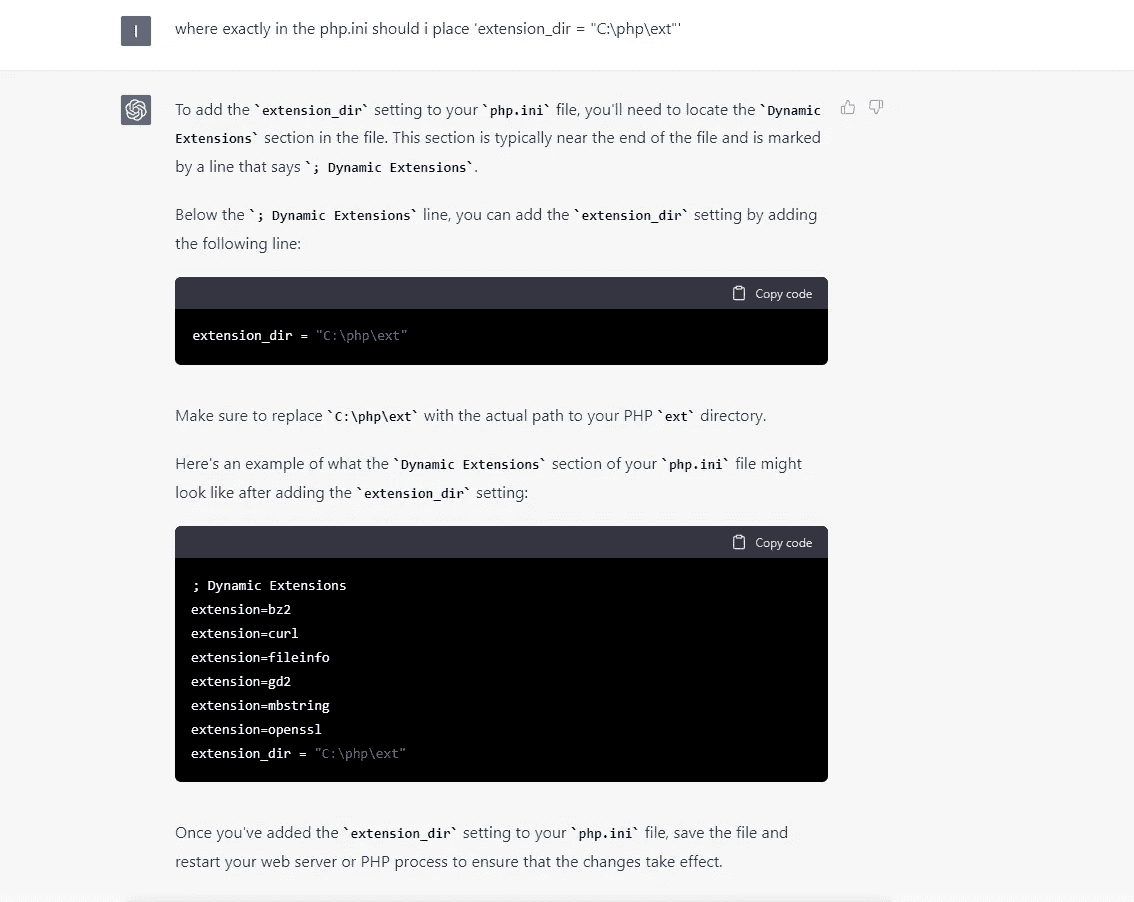 I
where exactly in the php.ini should i place 'extension_dir = "C:\php\ext"'
To add the `extension_dir` setting to your `php.ini` file, you'll need to locate the `Dynamic
Extensions` section in the file. This section is typically near the end of the file and is marked
by a line that says `; Dynamic Extensions`.
Below the `; Dynamic Extensions` line, you can add the `extension_dir` setting by adding
the following line:
Copy code
extension_dir = "C:\php\ext"
Make sure to replace `C:\php\ext` with the actual path to your PHP `ext` directory.
Here's an example of what the `Dynamic Extensions` section of your `php.ini` file might
look like after adding the `extension_dir` setting:
Copy code
; Dynamic Extensions
extension=bz2
extension=curl
extension=fileinfo
extension=gd2
extension=mbstring
extension=openssl
extension_dir = "C:\php\ext"
Once you've added the `extension_dir` setting to your `php.ini` file, save the file and
restart your web server or PHP process to ensure that the changes take effect.